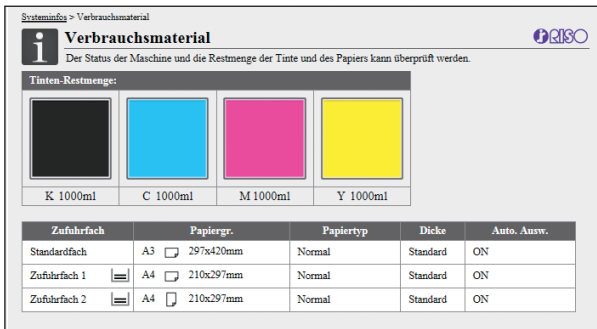 Systeminfos > Verbrauchsmaterial
Verbrauchsmaterial
RISO
Der Status der Maschine und die Restmenge der Tinte und des Papiers kann überprüft werden.
Tinten-Restmenge:
K 1000ml C 1000ml M 1000ml Y 1000ml
Zufuhrfach Papiergr. Papiertyp Dicke Auto. Ausw.
Standardfach A3 297x420mm Normal Standard ON
Zufuhrfach 1 A4 210x297mm Normal Standard ON
Zufuhrfach 2 A4 210x297mm Normal Standard ON